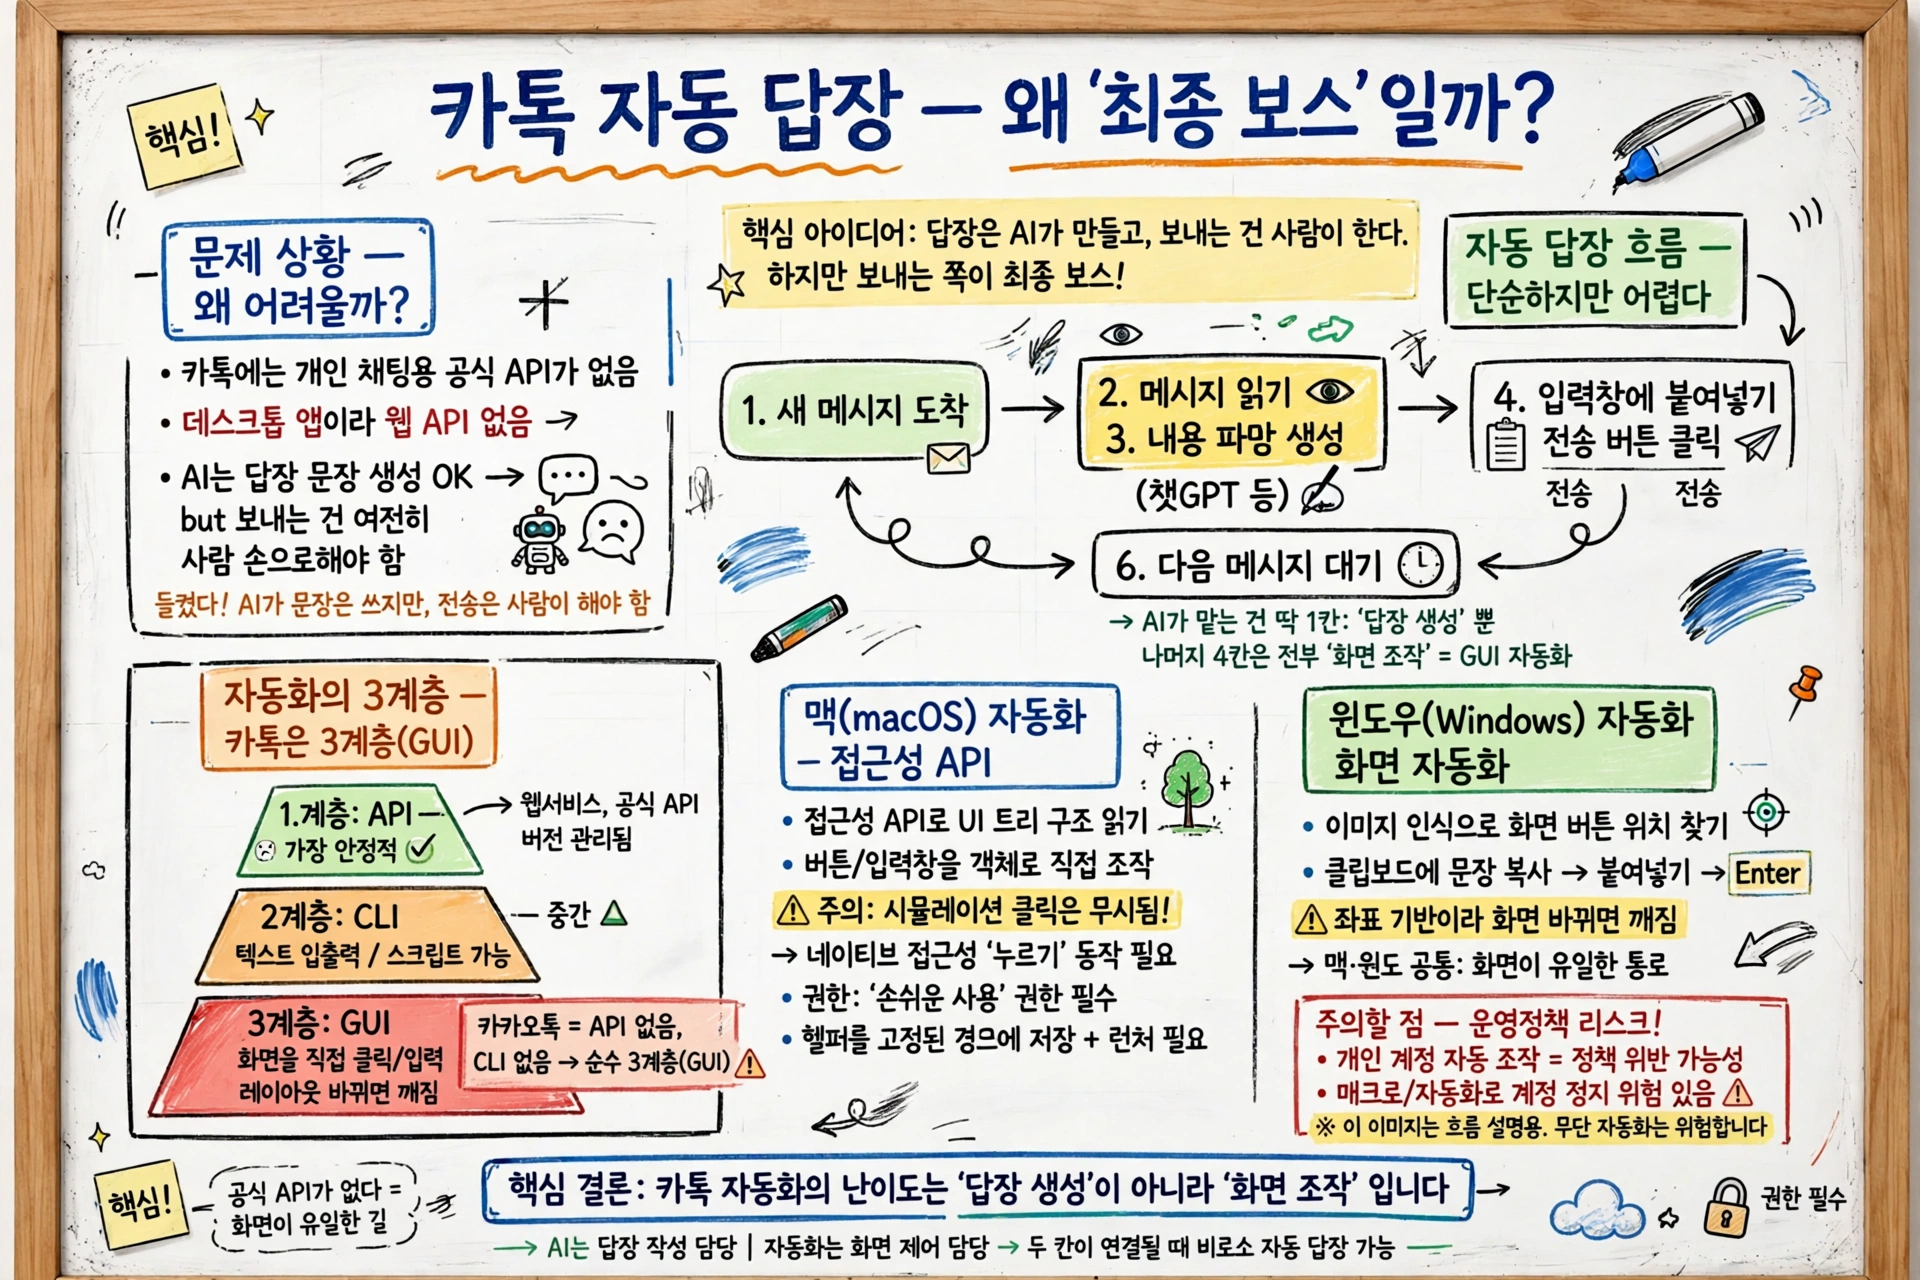 핵심!
카톡 자동 답장 — 왜 '최종 보스'일까?
문제 상황 —
왜 어려울까?
• 카톡에는 개인 채팅용 공식 API가 없음
• 데스크톱 앱이라 웹 API 없음 →
• AI는 답장 문장 생성 OK →
but 보내는 건 여전히
사람 손으로해야 함
들켰다! AI가 문장은 쓰지만, 전송은 사람이 해야 함
핵심 아이디어: 답장은 AI가 만들고, 보내는 건 사람이 한다.
하지만 보내는 쪽이 최종 보스!
자동 답장 흐름 —
단순하지만 어렵다
1. 새 메시지 도착
2. 메시지 읽기
3. 내용 파망 생성
(챗GPT 등)
4. 입력창에 붙여넣기
전송 버튼 클릭
전송 전송
6. 다음 메시지 대기
→ AI가 맡는 건 딱 1칸: '답장 생성' 뿐
나머지 4칸은 전부 '화면 조작' = GUI 자동화
자동화의 3계층 —
카톡은 3계층(GUI)
1.계층: API —
가장 안정적
웹서비스, 공식 API
버전 관리됨
2계층: CLI
텍스트 입출력 / 스크립트 가능
중간
3계층: GUI
화면을 직접 클릭/입력
레이아웃 바뀌면 깨짐
카카오톡 = API 없음,
CLI 없음 → 순수 3계층(GUI)
맥(macOS) 자동화
— 접근성 API
• 접근성 API로 UI 트리 구조 읽기
• 버튼/입력창을 객체로 직접 조작
⚠ 주의: 시뮬레이션 클릭은 무시됨!
→ 네이티브 접근성 '누르기' 동작 필요
• 권한: '손쉬운 사용' 권한 필수
• 헬퍼를 고정된 경므에 저장 + 런처 필요
윈도우(Windows) 자동화
화면 자동화
• 이미지 인식으로 화면 버튼 위치 찾기
• 클립보드에 문장 복사 → 붙여넣기 → Enter
⚠ 좌표 기반이라 화면 바뀌면 깨짐
→ 맥·윈도 공통: 화면이 유일한 통로
주의할 점 — 운영정책 리스크!
• 개인 계정 자동 조작 = 정책 위반 가능성
• 매크로/자동화로 계정 정지 위험 있음 ⚠
※ 이 이미지는 흐름 설명용. 무단 자동화는 위험합니다
핵심!
공식 API가 없다 =
화면이 유일한 길
핵심 결론: 카톡 자동화의 난이도는 '답장 생성'이 아니라 '화면 조작' 입니다
→ AI는 답장 작성 담당 | 자동화는 화면 제어 담당 → 두 칸이 연결될 때 비로소 자동 답장 가능
권한 필수